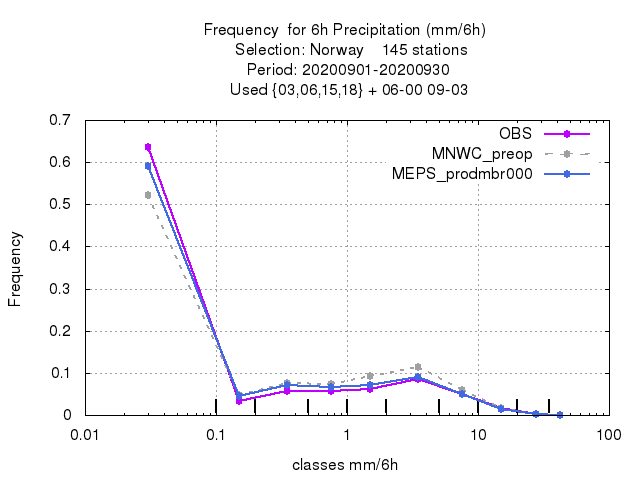 Frequency  for 6h Precipitation (mm/6h)
Selection: Norway    145 stations
Period: 20200901-20200930
Used {03,06,15,18} + 06-00 09-03
0.7
0.6
0.5
0.4
0.3
0.2
0.1
0
Frequency
OBS
MNWC_preop
MEPS_prodmbr000
0.01 0.1 1 10 100
classes mm/6h